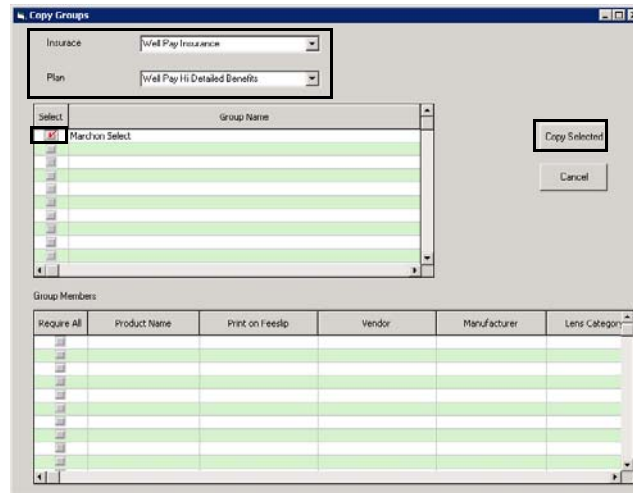 Copy Groups
Insurace Well Pay Insurance
Plan Well Pay Hi Detailed Benefits
Select Group Name
Marchon Select
Copy Selected
Cancel
Group Members
Require All Product Name Print on Feeslip Vendor Manufacturer Lens Category